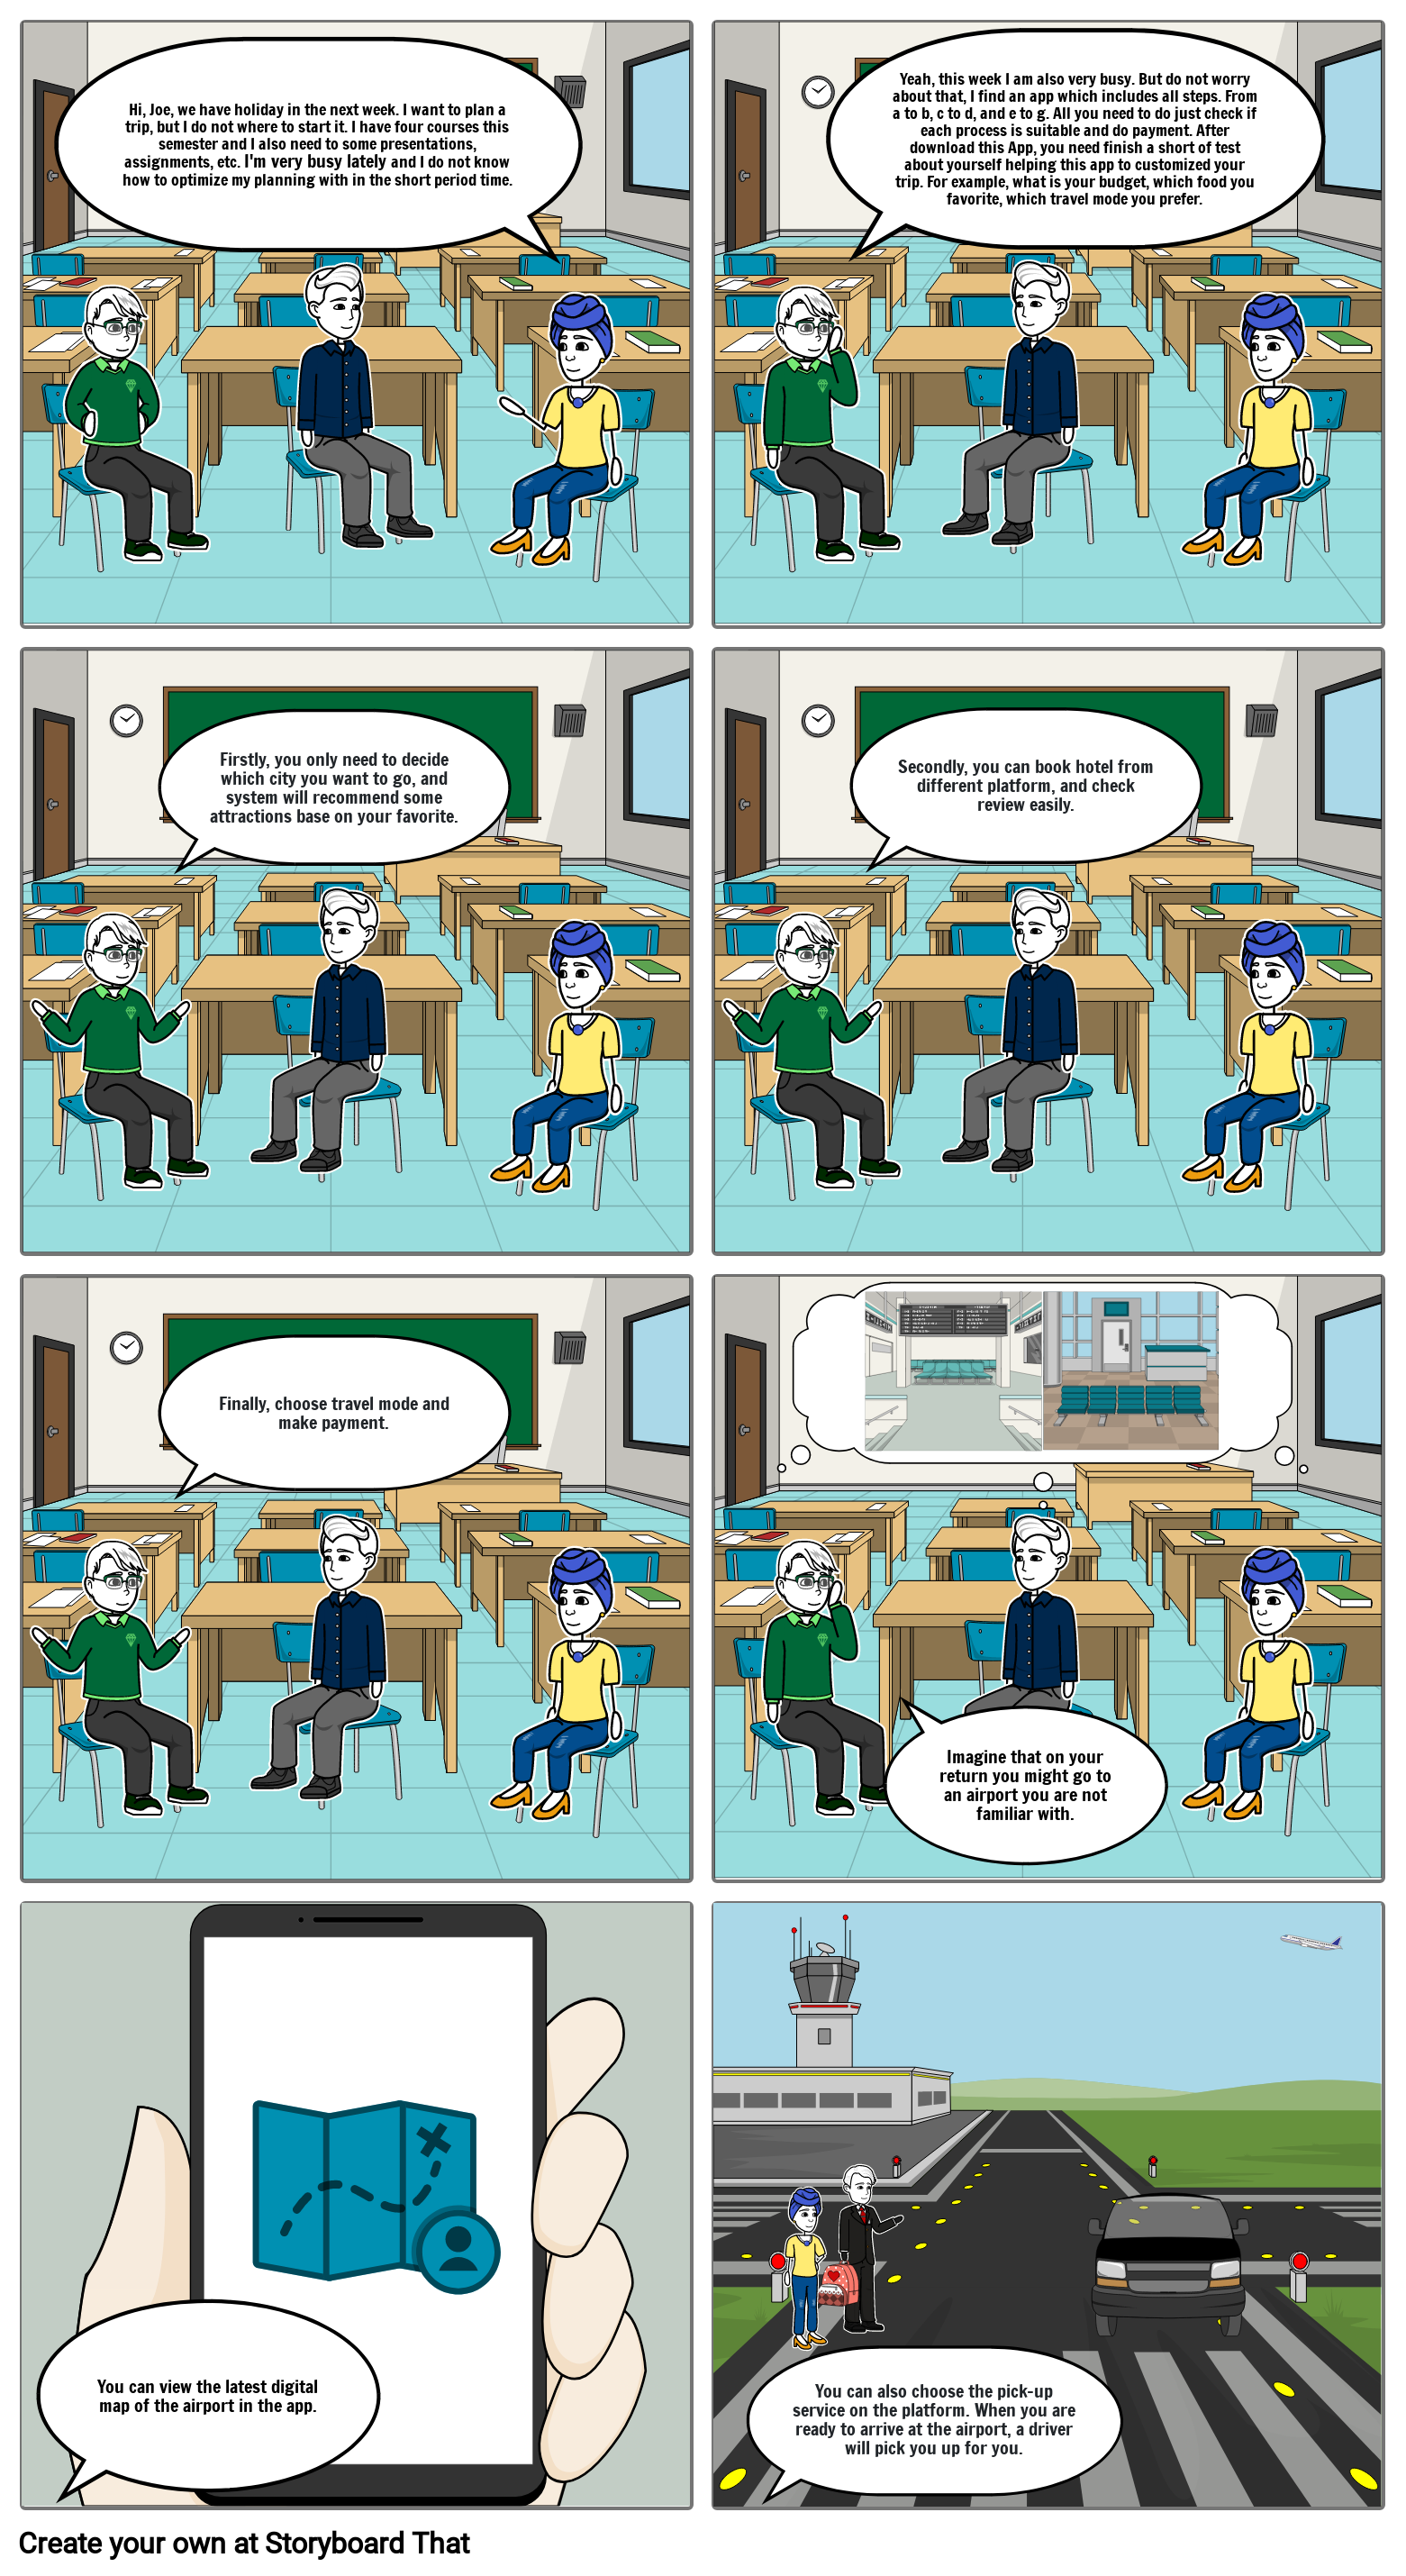 Hi, Joe, we have holiday in the next week. I want to plan a
trip, but I do not where to start it. I have four courses this
semester and I also need to some presentations,
assignments, etc. I'm very busy lately and I do not know
how to optimize my planning with in the short period time.
Yeah, this week I am also very busy. But do not worry
about that, I find an app which includes all steps. From
a to b, c to d, and e to g. All you need to do just check if
each process is suitable and do payment. After
download this App, you need finish a short of test
about yourself helping this app to customized your
trip. For example, what is your budget, which food you
favorite, which travel mode you prefer.
Firstly, you only need to decide
which city you want to go, and
system will recommend some
attractions base on your favorite.
Secondly, you can book hotel from
different platform, and check
review easily.
Finally, choose travel mode and
make payment.
Imagine that on your
return you might go to
an airport you are not
familiar with.
You can view the latest digital
map of the airport in the app.
You can also choose the pick-up
service on the platform. When you are
ready to arrive at the airport, a driver
will pick you up for you.
Create your own at Storyboard That